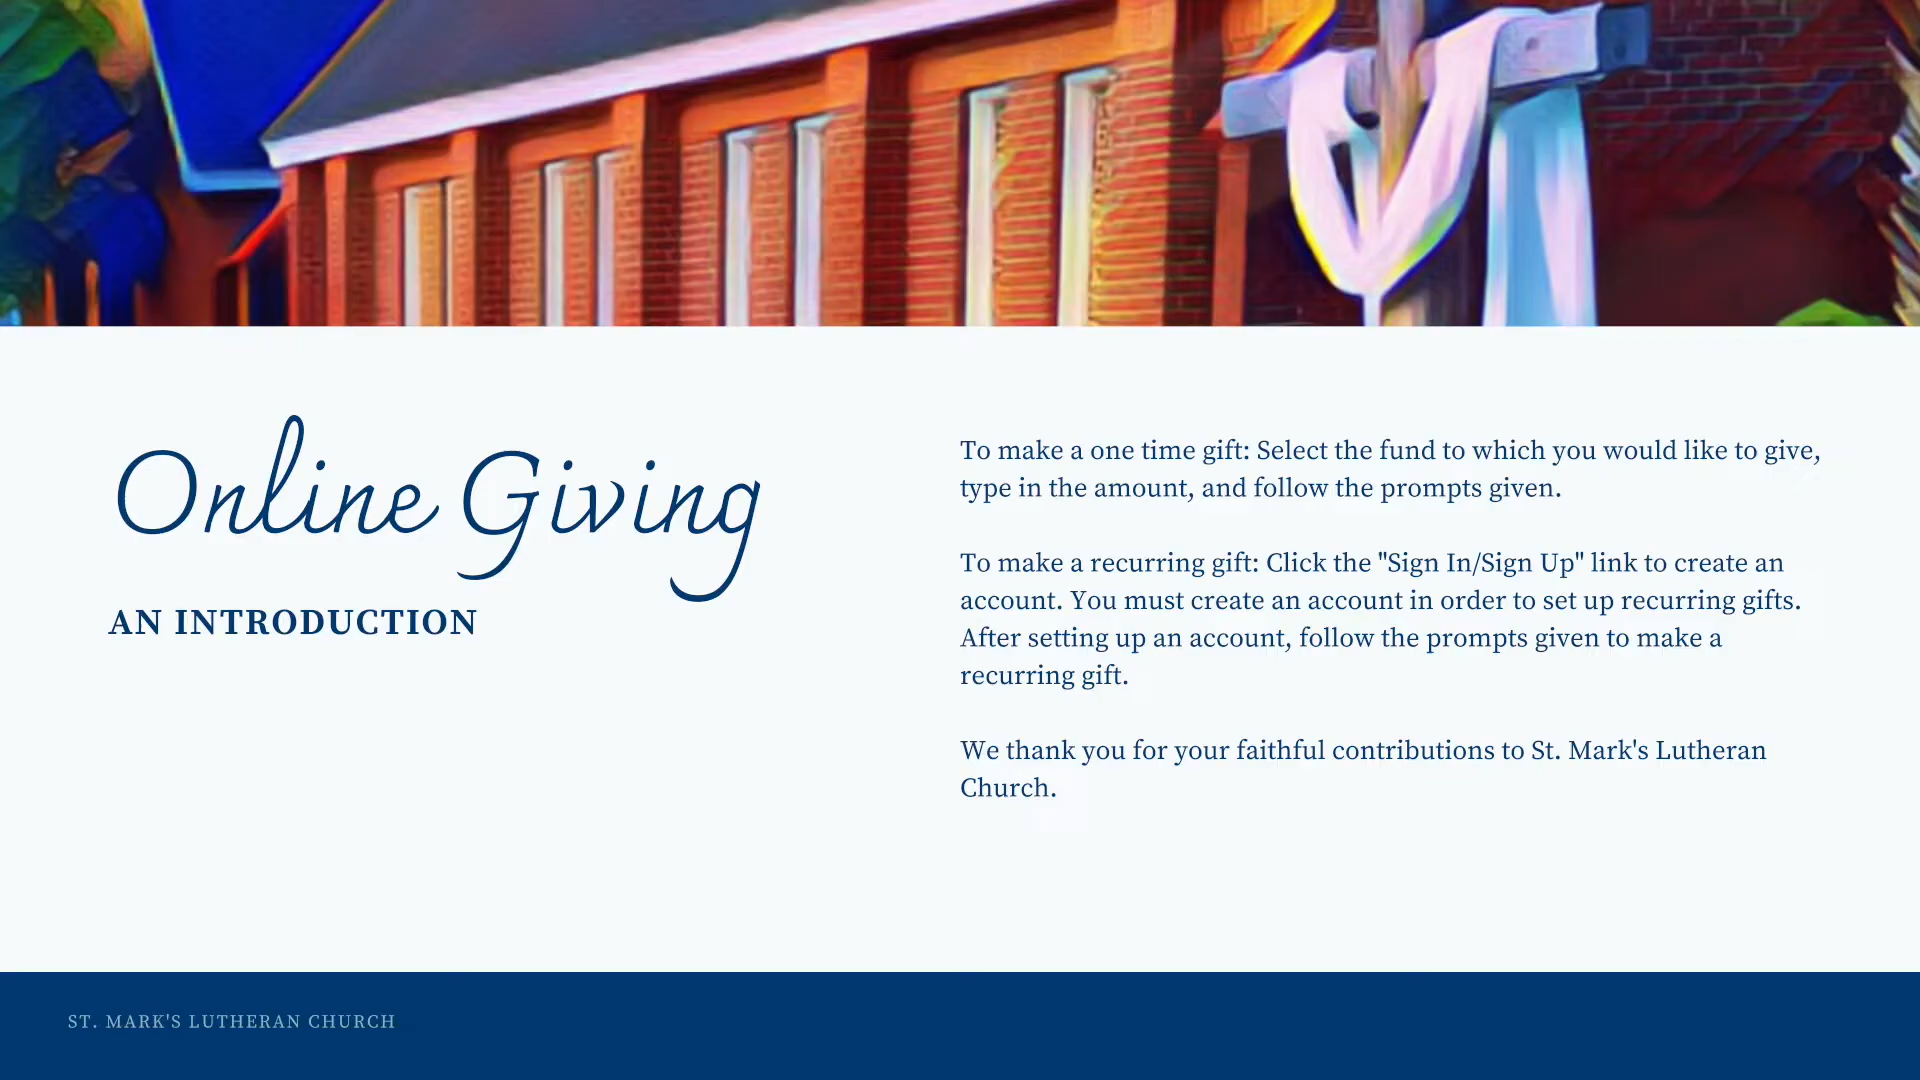 Online Giving
AN INTRODUCTION
To make a one time gift: Select the fund to which you would like to give,
type in the amount, and follow the prompts given.
To make a recurring gift: Click the "Sign In/Sign Up" link to create an
account. You must create an account in order to set up recurring gifts.
After setting up an account, follow the prompts given to make a
recurring gift.
We thank you for your faithful contributions to St. Mark's Lutheran
Church.
ST. MARK'S LUTHERAN CHURCH